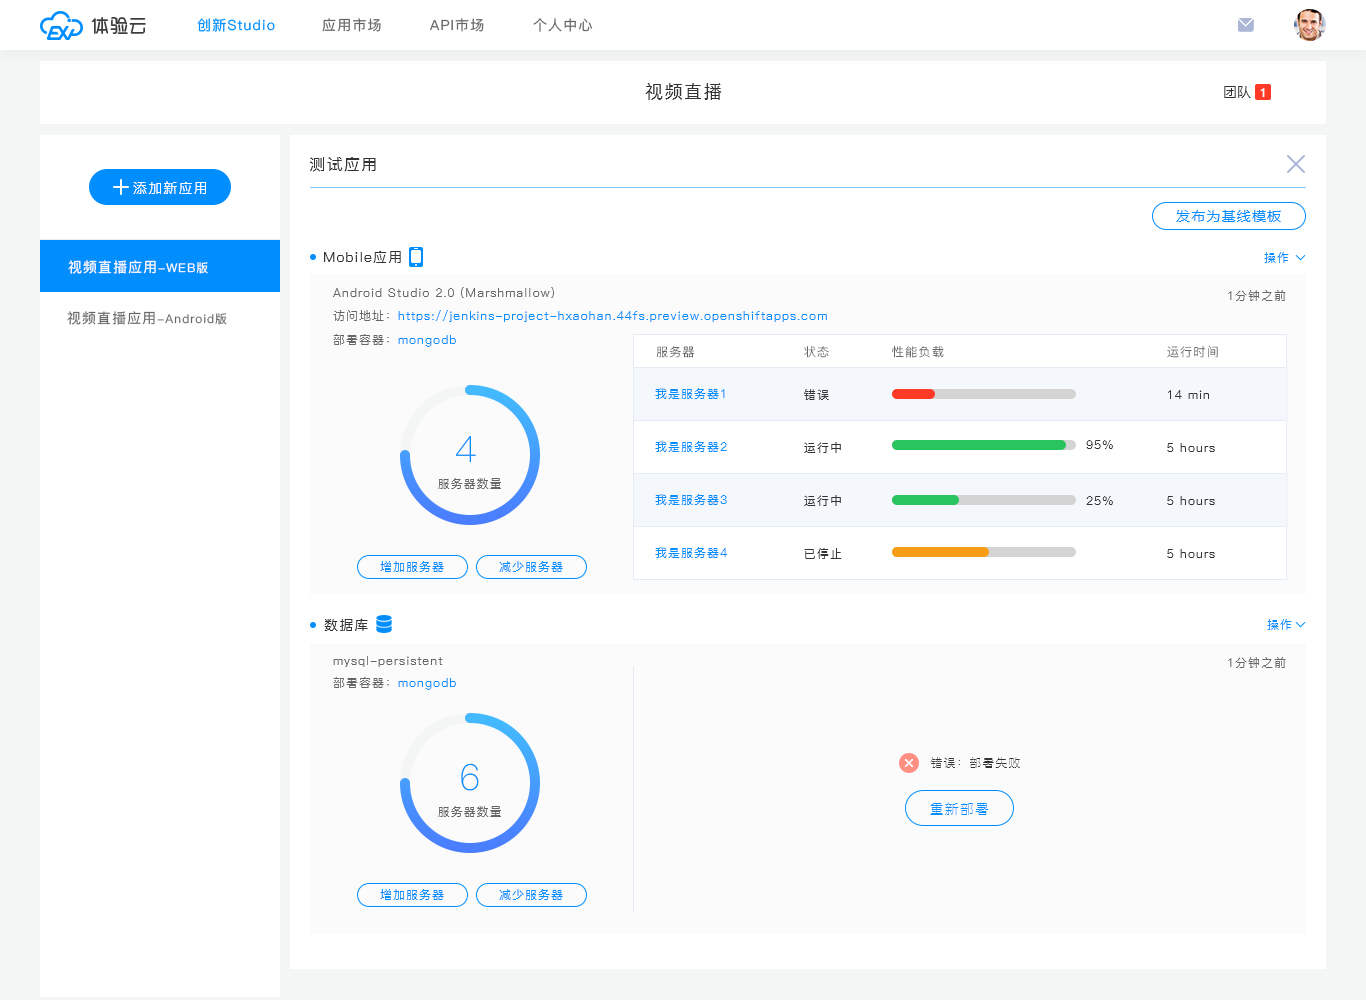 EXP 体验云 创新Studio 应用市场 API市场 个人中心
视频直播 团队 1
添加新应用
视频直播应用-WEB版
视频直播应用-Android版
测试应用
发布为基线模板
Mobile应用 操作
Android Studio 2.0 (Marshmallow) 1分钟之前
访问地址：https://jenkins-project-hxaohan.44fs.preview.openshiftapps.com
部署容器：mongodb
服务器 状态 性能负载 运行时间
我是服务器1 错误 14 min
我是服务器2 运行中 95% 5 hours
我是服务器3 运行中 25% 5 hours
我是服务器4 已停止 5 hours
4
服务器数量
增加服务器 减少服务器
数据库 操作
mysql-persistent 1分钟之前
部署容器：mongodb
6
服务器数量
增加服务器 减少服务器
错误：部署失败
重新部署